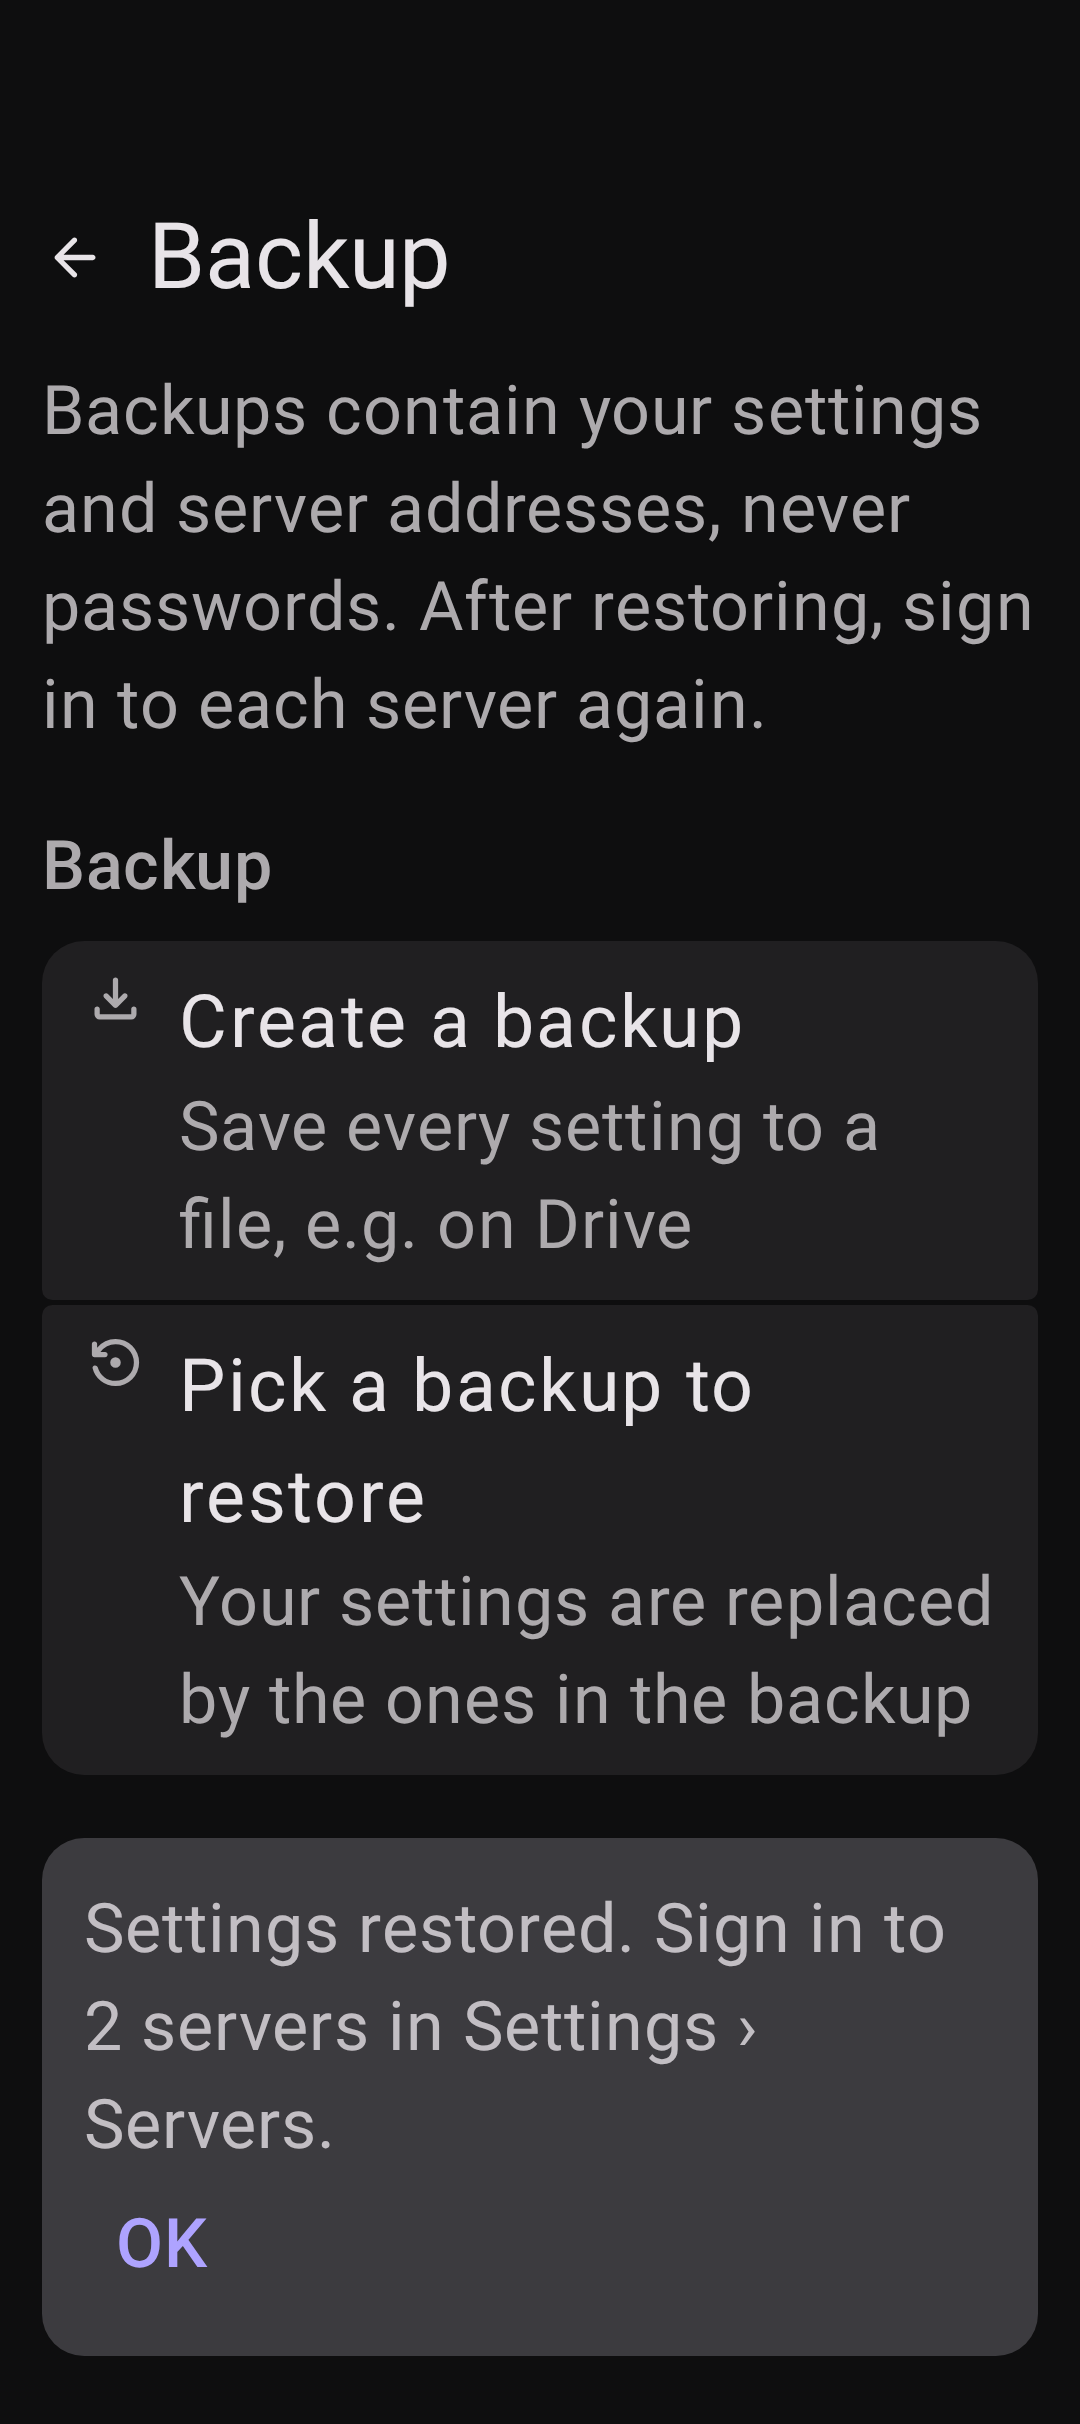 Backup
Backups contain your settings
and server addresses, never
passwords. After restoring, sign
in to each server again.
Backup
Create a backup
Save every setting to a
file, e.g. on Drive
Pick a backup to
restore
Your settings are replaced
by the ones in the backup
Settings restored. Sign in to
2 servers in Settings ›
Servers.
OK